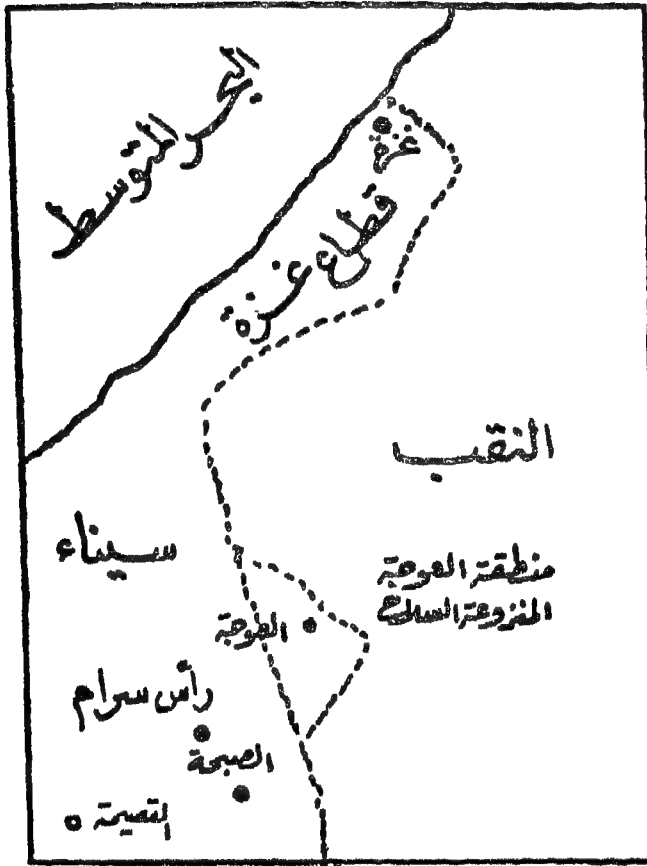 البحر المتوسط
غزة
قطاع غزة
النقب
سيناء
منطقة العوجة
المنزوعة السلاح
العوجة
رأس سرام
الصبحة
القسيمة